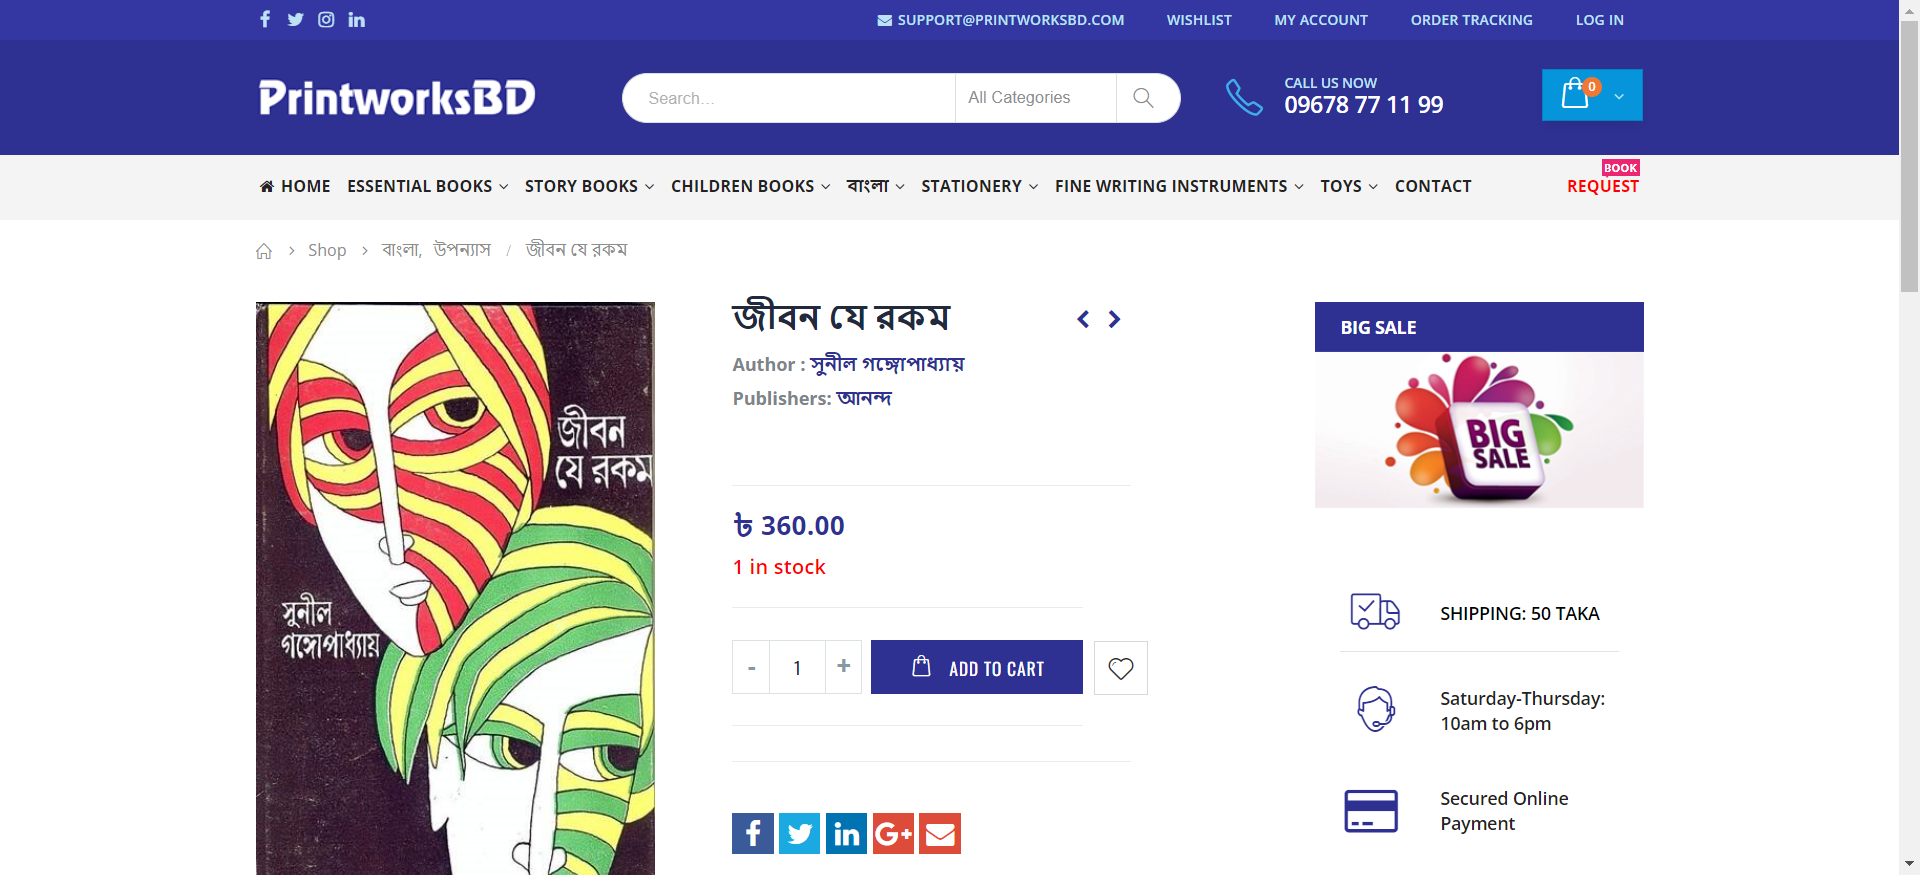 SUPPORT@PRINTWORKSBD.COM WISHLIST MY ACCOUNT ORDER TRACKING LOG IN
PrintworksBD
Search...
All Categories
CALL US NOW
09678 77 11 99
0
BOOK
HOME ESSENTIAL BOOKS STORY BOOKS CHILDREN BOOKS বাংলা STATIONERY FINE WRITING INSTRUMENTS TOYS CONTACT REQUEST
Shop > বাংলা, উপন্যাস / জীবন যে রকম
জীবন
যে রকম
সুনীল
গঙ্গোপাধ্যায়
জীবন যে রকম
Author : সুনীল গঙ্গোপাধ্যায়
Publishers: আনন্দ
৳ 360.00
1 in stock
- 1 +
ADD TO CART
BIG SALE
BIG
SALE
SHIPPING: 50 TAKA
Saturday-Thursday:
10am to 6pm
Secured Online
Payment